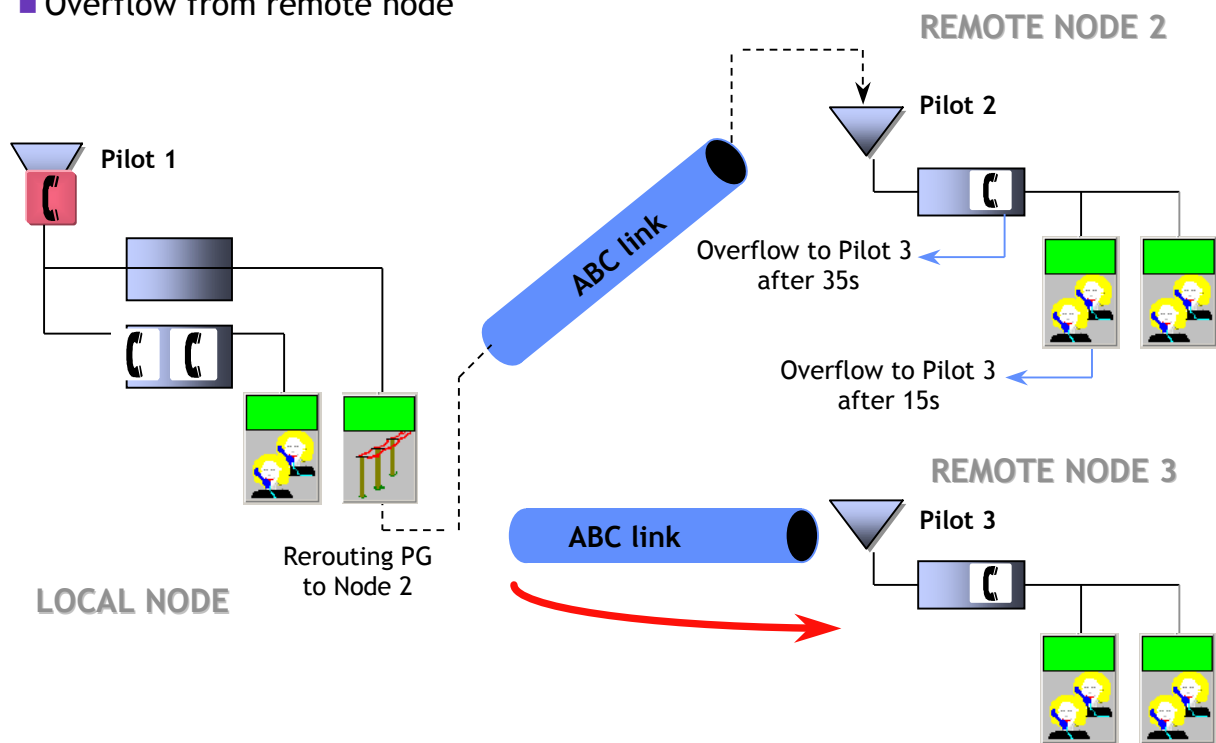 Overflow from remote node
REMOTE NODE 2
Pilot 2
Pilot 1
ABC link
Overflow to Pilot 3
after 35s
Overflow to Pilot 3
after 15s
REMOTE NODE 3
Pilot 3
ABC link
Rerouting PG
to Node 2
LOCAL NODE